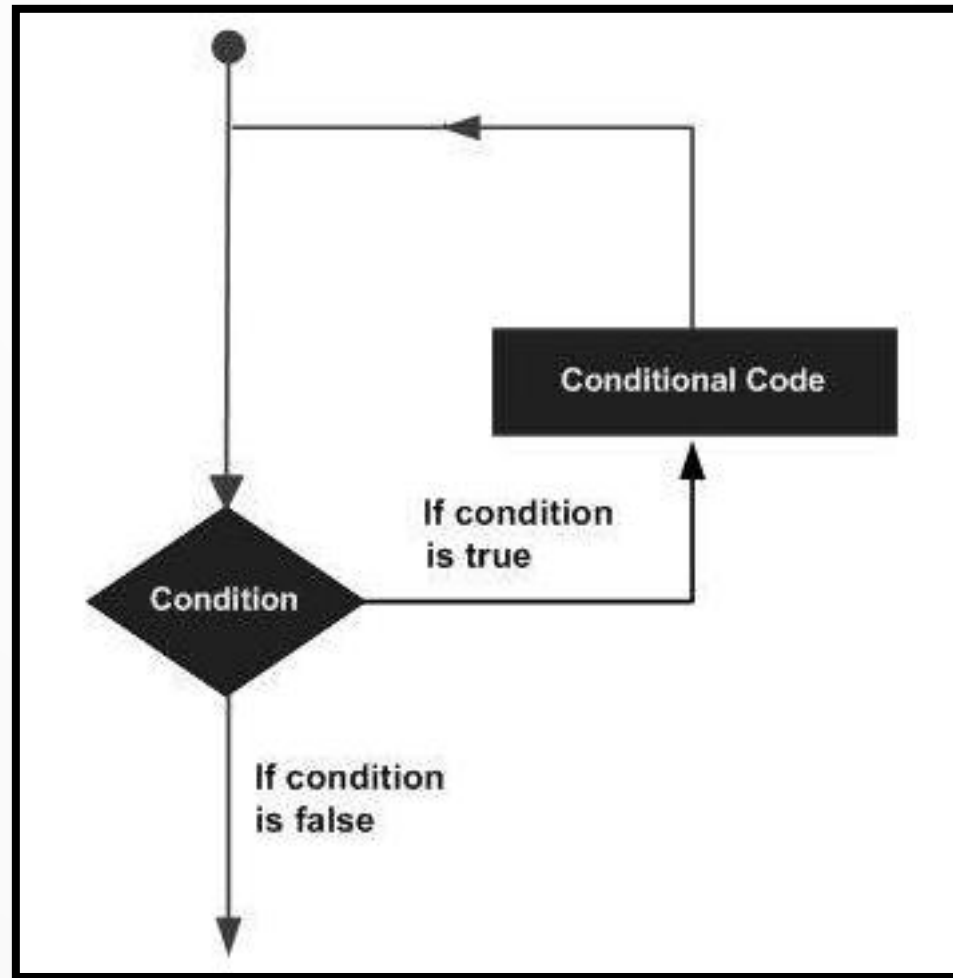 Conditional Code
If condition
is true
Condition
If condition
is false